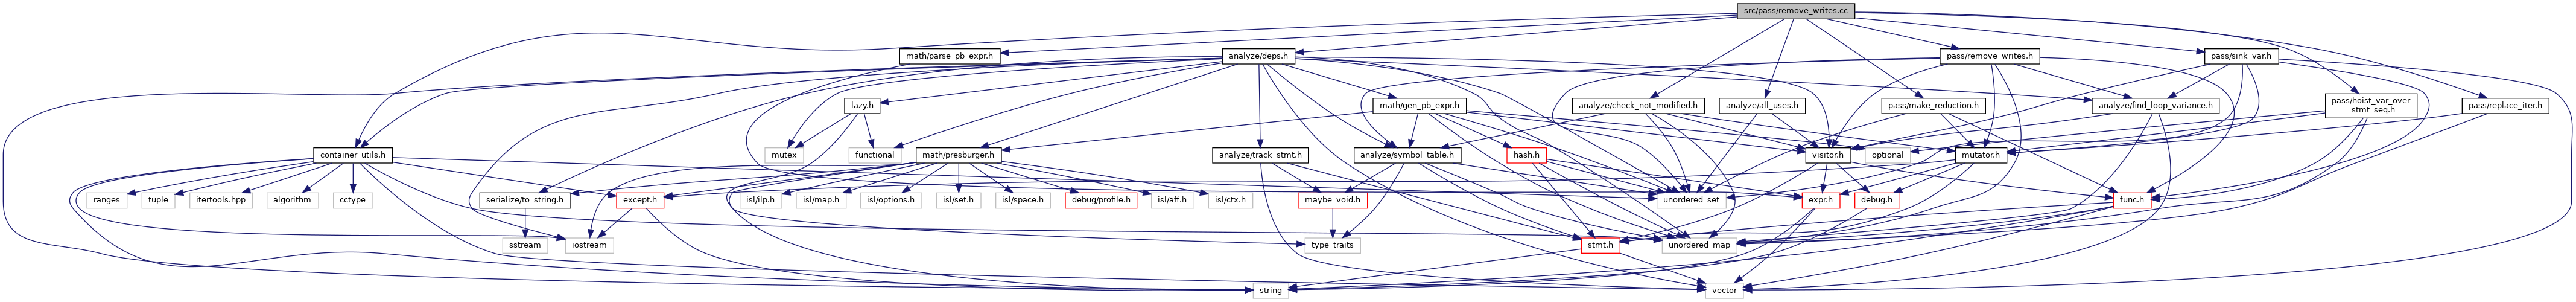 src/pass/remove_writes.cc
math/parse_pb_expr.h
analyze/deps.h
pass/remove_writes.h
pass/sink_var.h
lazy.h
math/gen_pb_expr.h
analyze/check_not_modified.h
analyze/all_uses.h
pass/make_reduction.h
analyze/find_loop_variance.h
pass/hoist_var_over
_stmt_seq.h
pass/replace_iter.h
container_utils.h
mutex
functional
math/presburger.h
analyze/track_stmt.h
analyze/symbol_table.h
hash.h
visitor.h
optional
mutator.h
ranges
tuple
itertools.hpp
algorithm
cctype
serialize/to_string.h
except.h
isl/ilp.h
isl/map.h
isl/options.h
isl/set.h
isl/space.h
debug/profile.h
isl/aff.h
isl/ctx.h
maybe_void.h
unordered_set
expr.h
debug.h
func.h
sstream
iostream
type_traits
stmt.h
unordered_map
string
vector